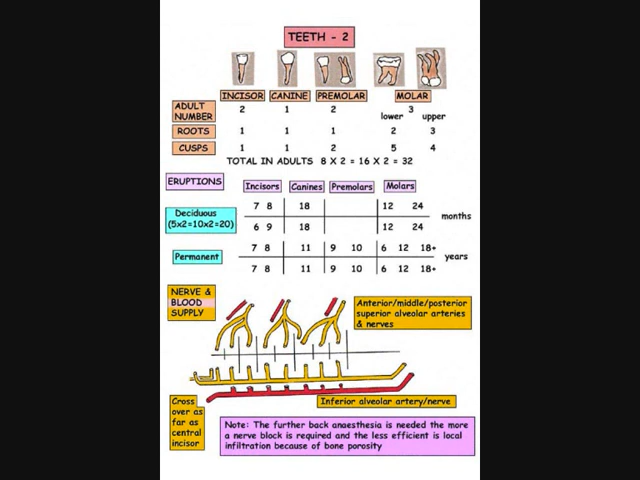 TEETH - 2
INCISOR CANINE PREMOLAR MOLAR
ADULT NUMBER 2 1 2 3
lower upper
ROOTS 1 1 1 2 3
CUSPS 1 1 2 5 4
TOTAL IN ADULTS 8 X 2 = 16 X 2 = 32
ERUPTIONS
Incisors Canines Premolars Molars
Deciduous
(5x2=10x2=20)
7 8 18 12 24
months
6 9 18 12 24
Permanent
7 8 11 9 10 6 12 18+
years
7 8 11 9 10 6 12 18+
NERVE &
BLOOD
SUPPLY
Anterior/middle/posterior
superior alveolar arteries
& nerves
Cross
over as
far as
central
incisor
Inferior alveolar artery/nerve
Note: The further back anaesthesia is needed the more
a nerve block is required and the less efficient is local
infiltration because of bone porosity